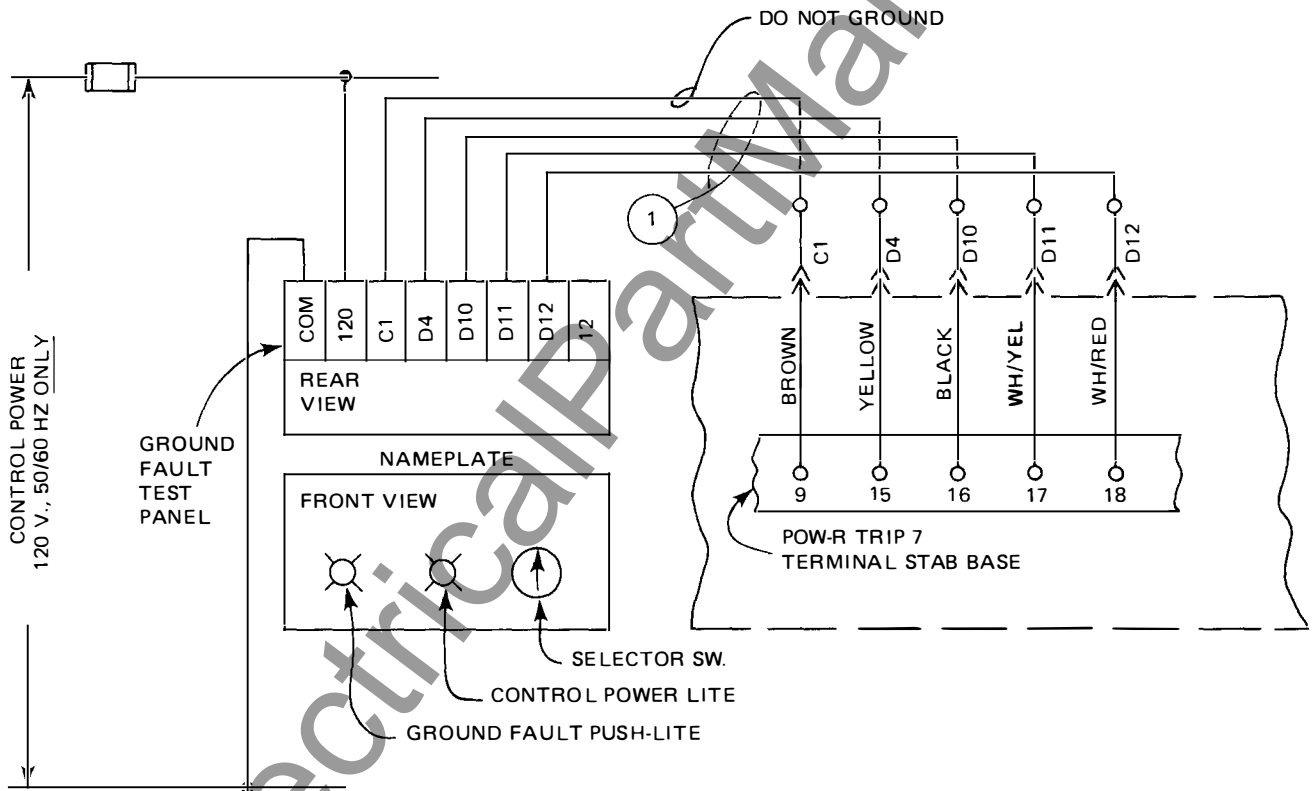 DO NOT GROUND
1
C1
D4
D10
D11
D12
COM
120
C1
D4
D10
D11
D12
12
REAR
VIEW
BROWN
YELLOW
BLACK
WH/YEL
WH/RED
CONTROL POWER
120 V., 50/60 HZ ONLY
GROUND
FAULT
TEST
PANEL
NAMEPLATE
9
15
16
17
18
FRONT VIEW
POW-R TRIP 7
TERMINAL STAB BASE
SELECTOR SW.
CONTROL POWER LITE
GROUND FAULT PUSH-LITE
ectricalPartMa